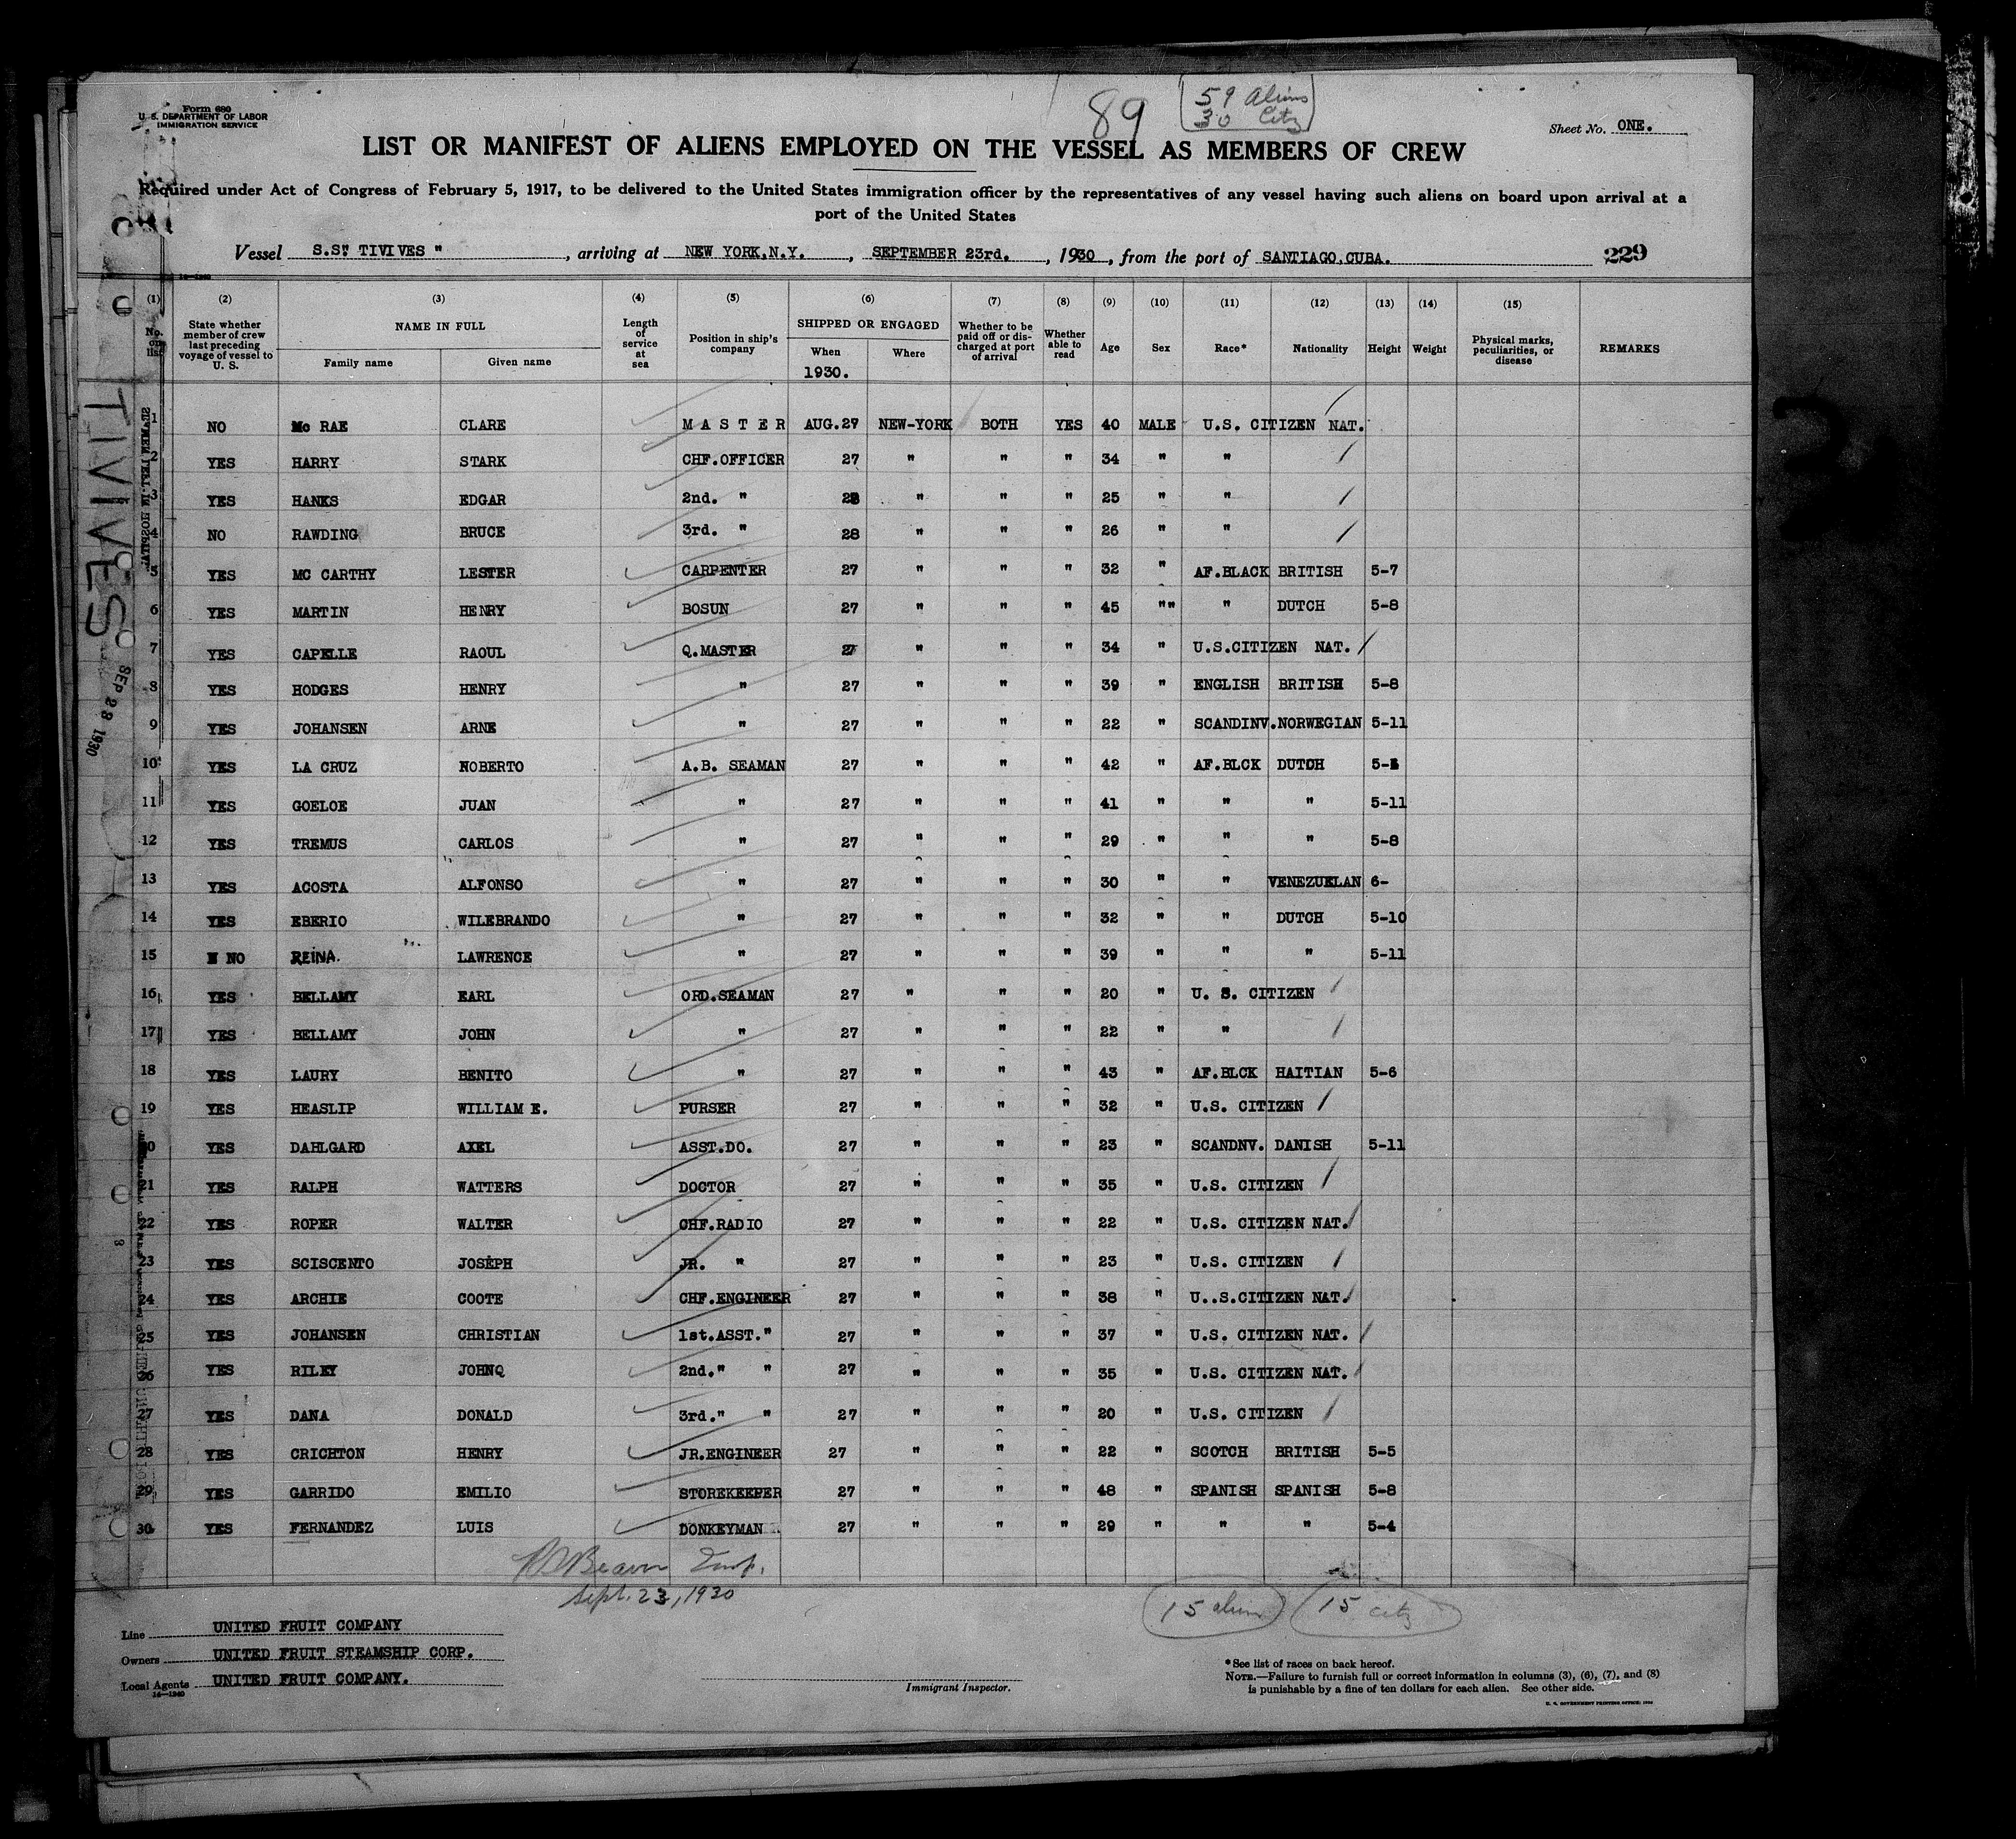 Form 680
U. S. DEPARTMENT OF LABOR
IMMIGRATION SERVICE
89
59 Aliens
30 Citz
Sheet No. ONE.
LIST OR MANIFEST OF ALIENS EMPLOYED ON THE VESSEL AS MEMBERS OF CREW
Required under Act of Congress of February 5, 1917, to be delivered to the United States immigration officer by the representatives of any vessel having such aliens on board upon arrival at a
port of the United States
Vessel S.S." TIVIVES ", arriving at NEW YORK,N.Y., SEPTEMBER 23rd., 1930, from the port of SANTIAGO,CUBA. 229
(1) (2) (3) (4) (5) (6) (7) (8) (9) (10) (11) (12) (13) (14) (15)
No. on list State whether member of crew last preceding voyage of vessel to U. S. NAME IN FULL Family name Given name Length of service at sea Position in ship's company SHIPPED OR ENGAGED When Where Whether to be paid off or discharged at port of arrival Whether able to read Age Sex Race* Nationality Height Weight Physical marks, peculiarities, or disease REMARKS
1930.
1 NO Mc RAE CLARE M A S T E R AUG.27 NEW-YORK BOTH YES 40 MALE U.S. CITIZEN NAT.
2 YES HARRY STARK CHF.OFFICER 27 " " " 34 " "
3 YES HANKS EDGAR 2nd. " 28 " " " 25 " "
4 NO RAWDING BRUCE 3rd. " 28 " " " 26 " "
5 YES MC CARTHY LESTER CARPENTER 27 " " " 32 " AF.BLACK BRITISH 5-7
6 YES MARTIN HENRY BOSUN 27 " " " 45 "" " DUTCH 5-8
7 YES CAPELLE RAOUL Q.MASTER 27 " " " 34 " U.S.CITIZEN NAT.
8 YES HODGES HENRY " 27 " " " 39 " ENGLISH BRITISH 5-8
9 YES JOHANSEN ARNE " 27 " " " 22 " SCANDINV. NORWEGIAN 5-11
10 YES LA CRUZ NOBERTO A.B. SEAMAN 27 " " " 42 " AF.BLCK DUTCH
11 YES GOELOE JUAN " 27 " " " 41 " " " 5-11
12 YES TREMUS CARLOS " 27 " " " 29 " " " 5-8
13 YES ACOSTA ALFONSO " 27 " " " 30 " " VENEZUELAN 6-
14 YES EBERIO WILEBRANDO " 27 " " " 32 " " DUTCH 5-10
15 NO REINA. LAWRENCE " 27 " " " 39 " " " 5-11
16 YES BELLAMY EARL ORD.SEAMAN 27 " " " 20 " U. S. CITIZEN
17 YES BELLAMY JOHN " 27 " " " 22 " "
18 YES LAURY BENITO " 27 " " " 43 " AF.BLCK HAITIAN 5-6
19 YES HEASLIP WILLIAM E. PURSER 27 " " " 32 " U.S. CITIZEN
20 YES DAHLGARD AXEL ASST.DO. 27 " " " 23 " SCANDNV. DANISH 5-11
21 YES RALPH WATTERS DOCTOR 27 " " " 35 " U.S. CITIZEN
22 YES ROPER WALTER CHF.RADIO 27 " " " 22 " U.S. CITIZEN NAT.
23 YES SCISCENTO JOSEPH JR. " 27 " " " 23 " U.S. CITIZEN
24 YES ARCHIE COOTE CHF.ENGINEER 27 " " " 38 " U..S.CITIZEN NAT.
25 YES JOHANSEN CHRISTIAN 1st.ASST." 27 " " " 37 " U.S. CITIZEN NAT.
26 YES RILEY JOHNQ 2nd." " 27 " " " 35 " U.S. CITIZEN NAT.
27 YES DANA DONALD 3rd." " 27 " " " 20 " U.S. CITIZEN
28 YES CRICHTON HENRY JR.ENGINEER 27 " " " 22 " SCOTCH BRITISH 5-5
29 YES GARRIDO EMILIO STOREKEEPER 27 " " " 48 " SPANISH SPANISH 5-8
30 YES FERNANDEZ LUIS DONKEYMAN 27 " " " 29 " " " 5-4
Beavin Insp.
Sept. 23, 1930
15 alien 15 citz
Line UNITED FRUIT COMPANY
Owners UNITED FRUIT STEAMSHIP CORP.
Local Agents UNITED FRUIT COMPANY.
14—1240
Immigrant Inspector.
*See list of races on back hereof.
NOTE.—Failure to furnish full or correct information in columns (3), (6), (7), and (8)
is punishable by a fine of ten dollars for each alien. See other side.
U. S. GOVERNMENT PRINTING OFFICE: 1930
TIVIVES
SEP 28 1930